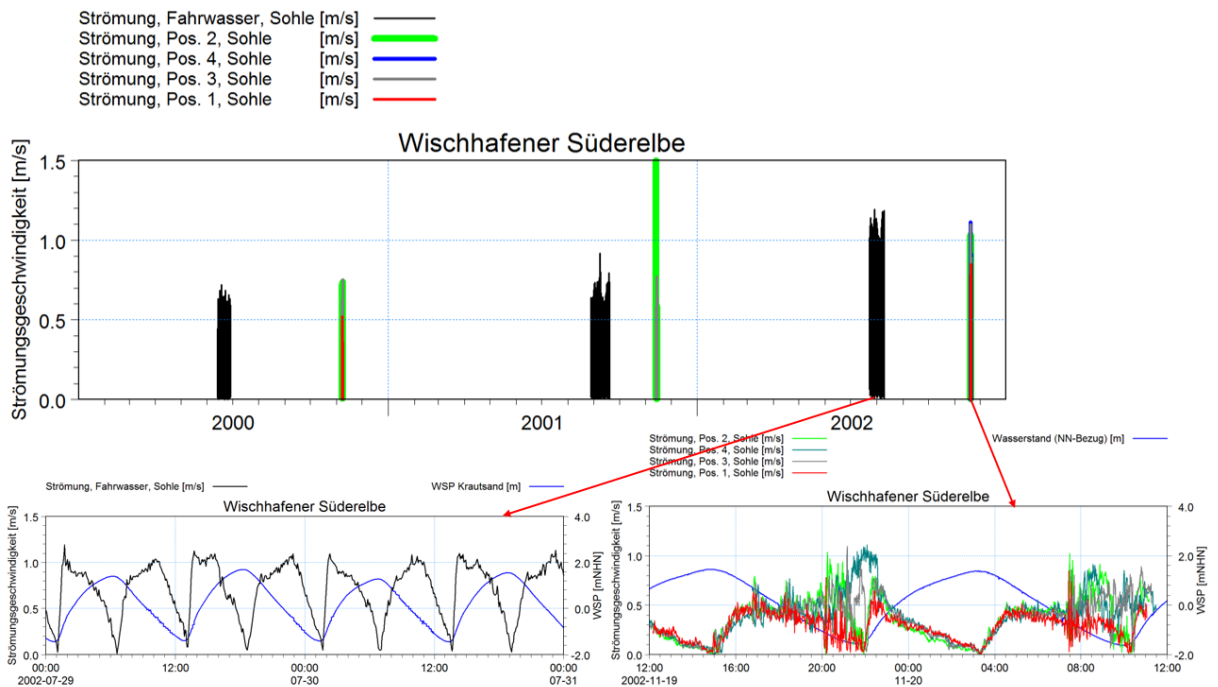 Strömung, Fahrwasser, Sohle [m/s]
Strömung, Pos. 2, Sohle [m/s]
Strömung, Pos. 4, Sohle [m/s]
Strömung, Pos. 3, Sohle [m/s]
Strömung, Pos. 1, Sohle [m/s]
Wischhafener Süderelbe
Strömungsgeschwindigkeit [m/s]
1.5
1.0
0.5
0.0
2000 2001 2002
Strömung, Fahrwasser, Sohle [m/s] WSP Krautsand [m]
Wischhafener Süderelbe
Strömungsgeschwindigkeit [m/s]
1.5
1.0
0.5
0.0
4.0
2.0
0.0
-2.0
WSP [mNHN]
00:00 12:00 00:00 12:00 00:00
2002-07-29 07-30 07-31
Strömung, Pos. 2, Sohle [m/s] Wasserstand (NN-Bezug) [m]
Strömung, Pos. 4, Sohle [m/s]
Strömung, Pos. 3, Sohle [m/s]
Strömung, Pos. 1, Sohle [m/s]
Wischhafener Süderelbe
Strömungsgeschwindigkeit [m/s]
1.5
1.0
0.5
0.0
4.0
2.0
0.0
-2.0
WSP [mNHN]
12:00 16:00 20:00 00:00 04:00 08:00 12:00
2002-11-19 11-20